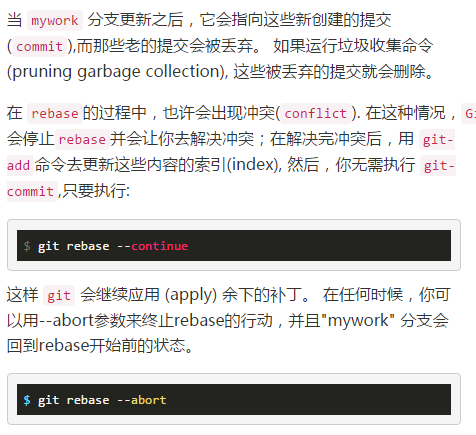 当 mywork 分支更新之后，它会指向这些新创建的提交
(commit),而那些老的提交会被丢弃。 如果运行垃圾收集命令
(pruning garbage collection), 这些被丢弃的提交就会删除。
在 rebase 的过程中，也许会出现冲突(conflict). 在这种情况，Gi
会停止 rebase 并会让你去解决冲突；在解决完冲突后，用 git-
add 命令去更新这些内容的索引(index), 然后，你无需执行 git-
commit,只要执行:
$ git rebase --continue
这样 git 会继续应用 (apply) 余下的补丁。 在任何时候，你可
以用--abort参数来终止rebase的行动，并且"mywork" 分支会
回到rebase开始前的状态。
$ git rebase --abort